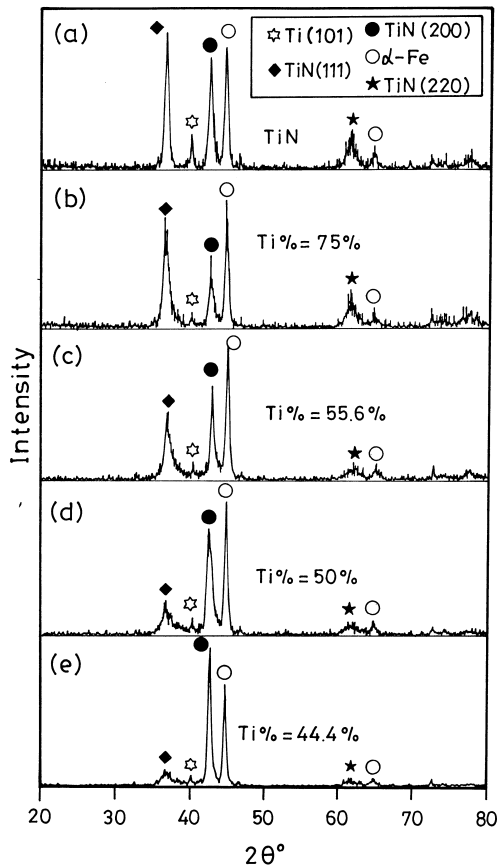 (a)
Ti(101)
TiN(200)
TiN(111)
α-Fe
TiN(220)
TiN
(b)
Ti%=75%
(c)
Ti%=55.6%
(d)
Ti%=50%
(e)
Ti%=44.4%
Intensity
20 30 40 50 60 70 80
2θ°